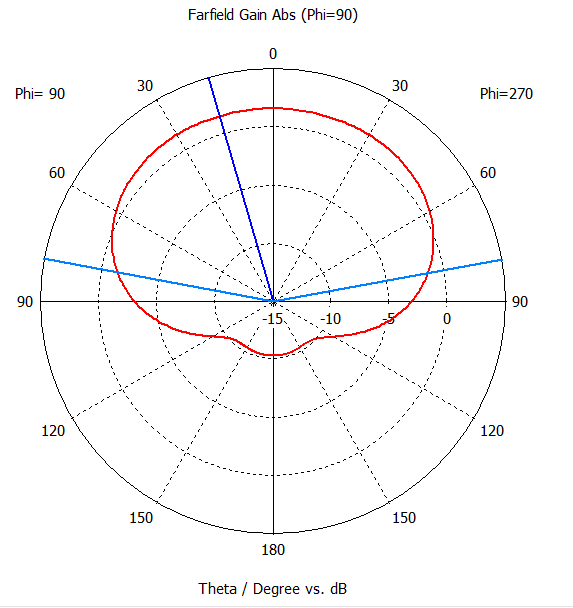 Farfield Gain Abs (Phi=90)
0
30 30
Phi= 90 Phi=270
60 60
90 -15 -10 -5 0 90
120 120
150 150
180
Theta / Degree vs. dB